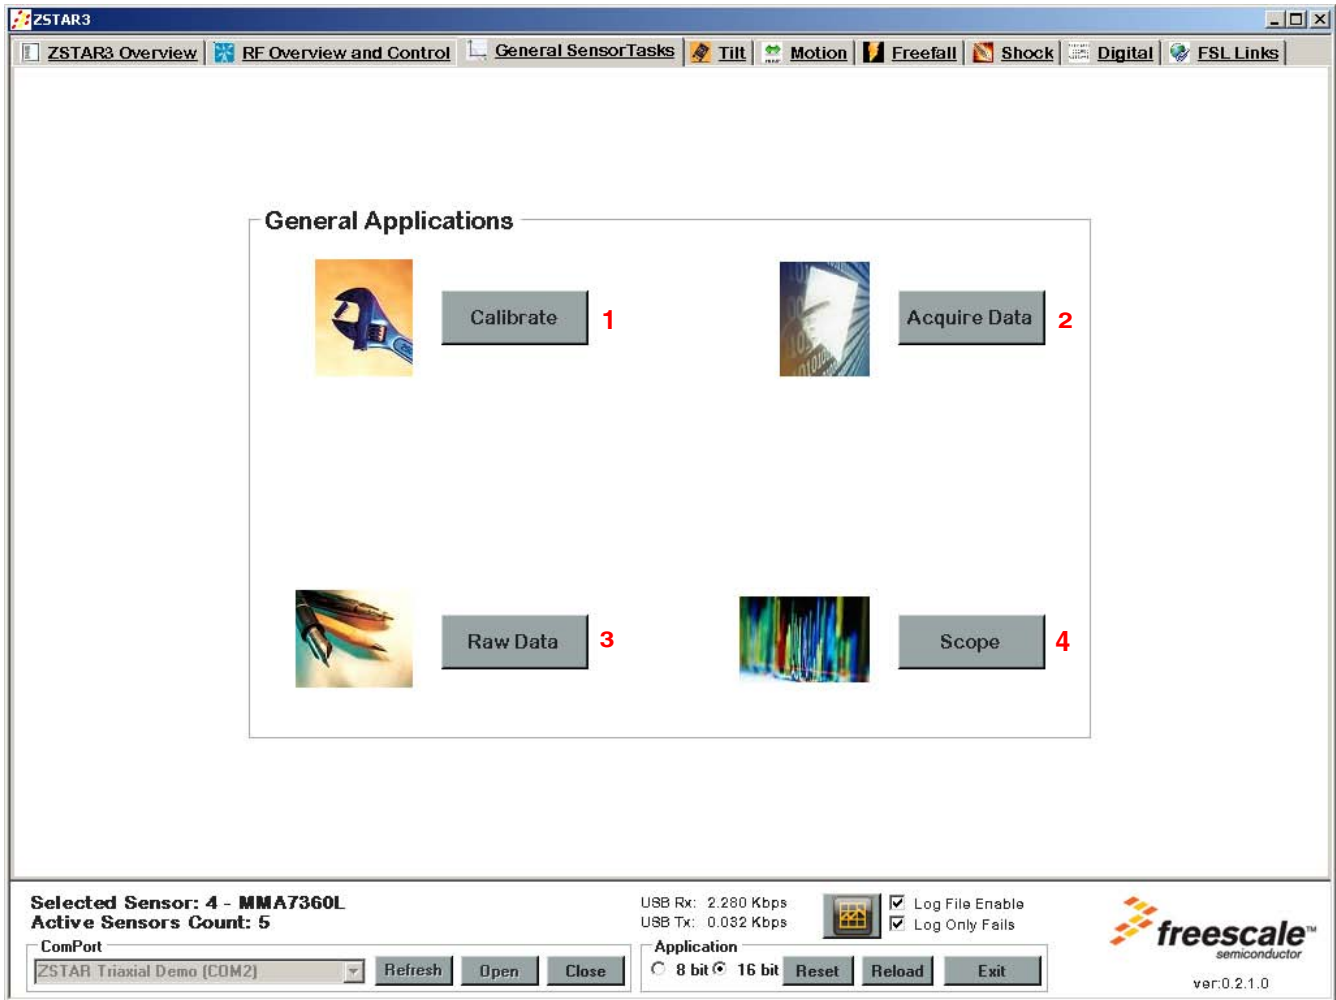 ZSTAR3
ZSTAR3 Overview RF Overview and Control General SensorTasks Tilt Motion Freefall Shock Digital FSL Links
General Applications
Calibrate 1 Acquire Data 2
Raw Data 3 Scope 4
Selected Sensor: 4 - MMA7360L
Active Sensors Count: 5
USB Rx: 2.280 Kbps
USB Tx: 0.032 Kbps
Log File Enable
Log Only Fails
ComPort
ZSTAR Triaxial Demo (COM2) Refresh Open Close
Application
8 bit 16 bit Reset Reload Exit
freescale™
semiconductor
ver:0.2.1.0